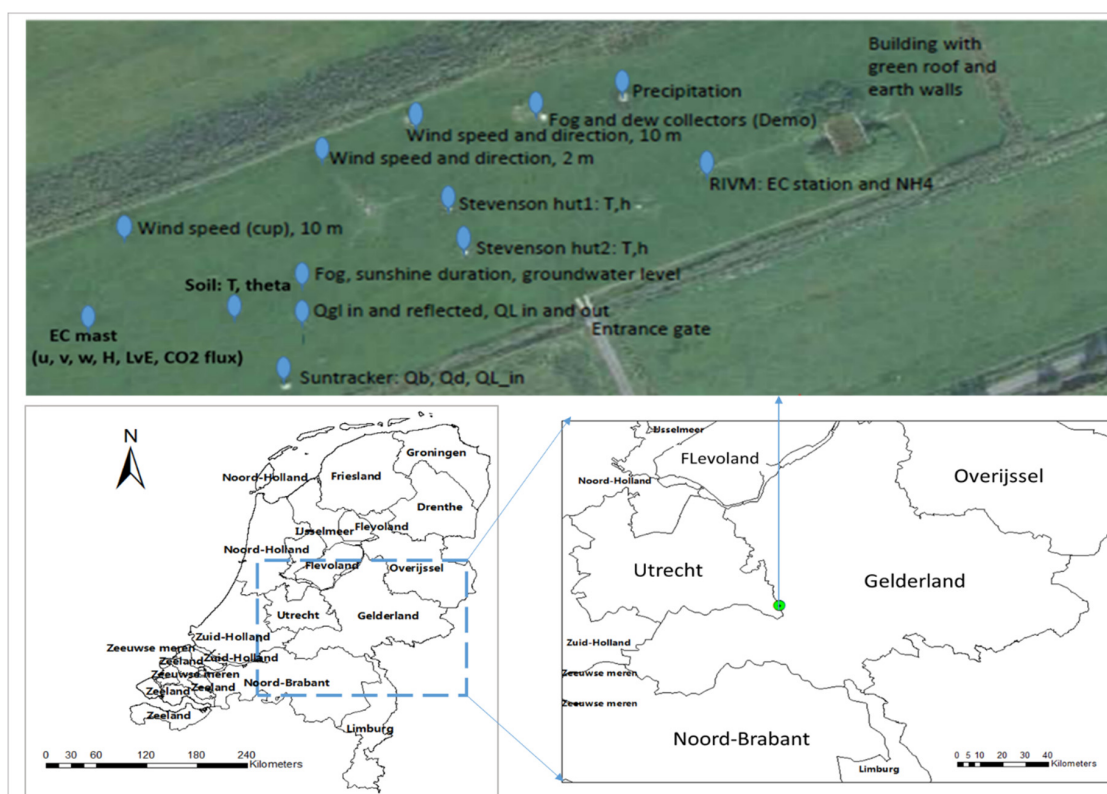 Building with
green roof and
earth walls
Precipitation
Fog and dew collectors (Demo)
Wind speed and direction, 10 m
Wind speed and direction, 2 m
RIVM: EC station and NH4
Stevenson hut1: T,h
Wind speed (cup), 10 m
Stevenson hut2: T,h
Fog, sunshine duration, groundwater level
Soil: T, theta
Qgl in and reflected, QL in and out
Entrance gate
EC mast
(u, v, w, H, LvE, CO2 flux)
Suntracker: Qb, Qd, QL_in
N
Groningen
Noord-Holland
Friesland
Drenthe
IJsselmeer
Flevoland
Noord-Holland
Flevoland
Overijssel
Utrecht
Gelderland
Zuid-Holland
Zeeuwse meren
Zeeland
Zuid-Holland
Zeeuwse meren
Zeeland
Zeeland
Noord-Brabant
Zeeland
Limburg
0 30 60 120 180 240
Kilometers
IJsselmeer
FLevoland
Noord-Holland
Overijssel
Utrecht
Gelderland
Zuid-Holland
Zeeuwse meren
Zeeuwse meren
Noord-Brabant
Limburg
0 5 10 20 30 40
Kilometers